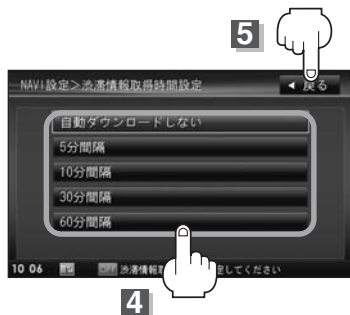 5
NAVI設定＞渋滞情報取得時間設定
◀ 戻る
自動ダウンロードしない
5分間隔
10分間隔
30分間隔
60分間隔
10 06 OFF 渋滞情報取 定してください
4